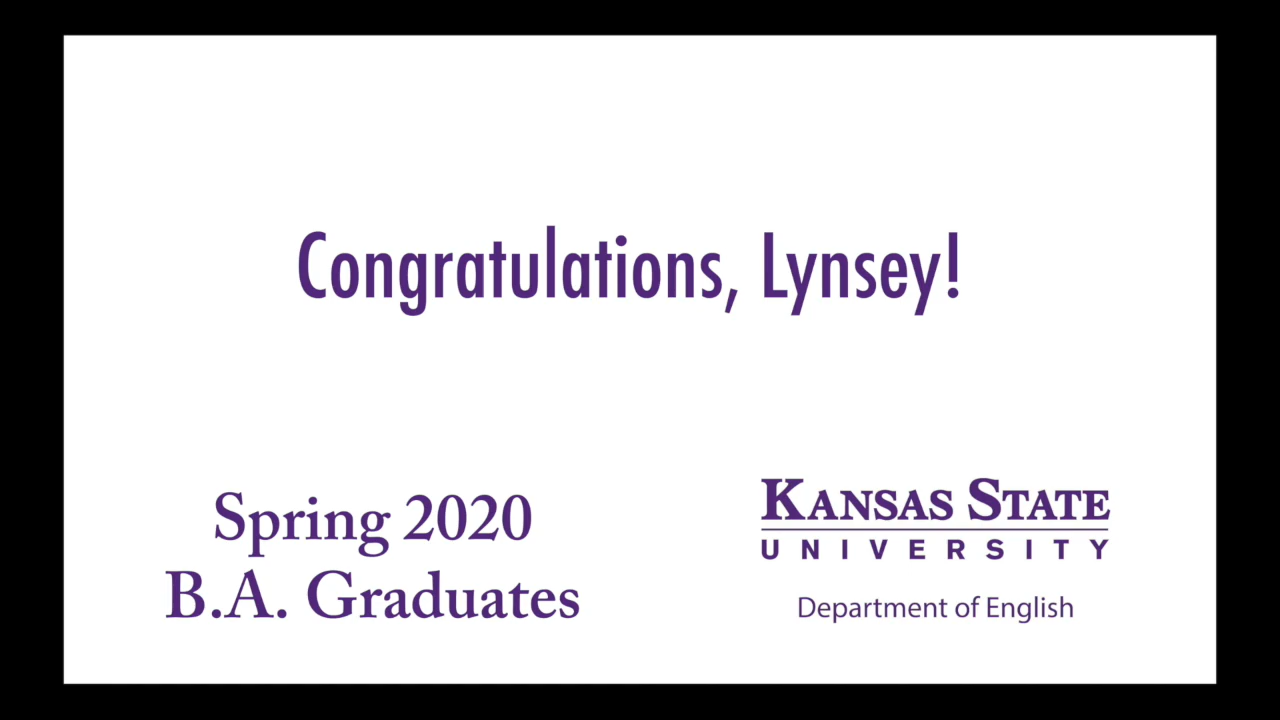 Congratulations, Lynsey!
Spring 2020
B.A. Graduates
KANSAS STATE
UNIVERSITY
Department of English